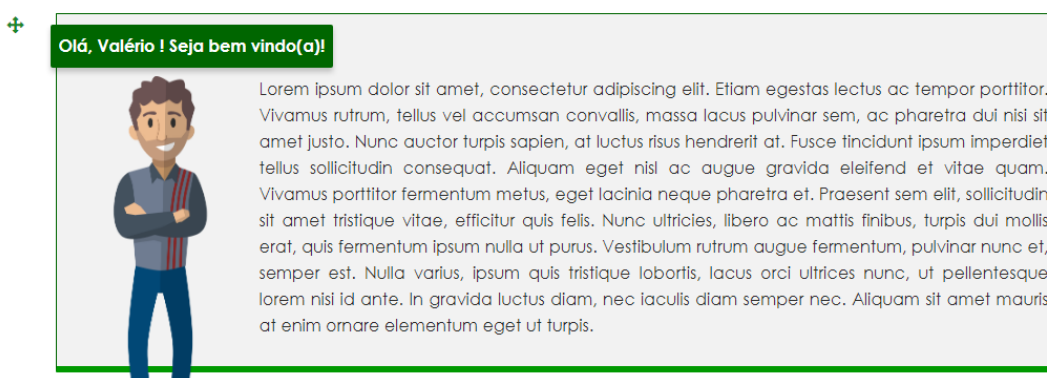 Olá, Valério ! Seja bem vindo(a)!
Lorem ipsum dolor sit amet, consectetur adipiscing elit. Etiam egestas lectus ac tempor porttitor.
Vivamus rutrum, tellus vel accumsan convallis, massa lacus pulvinar sem, ac pharetra dui nisi sit
amet justo. Nunc auctor turpis sapien, at luctus risus hendrerit at. Fusce tincidunt ipsum imperdiet
tellus sollicitudin consequat. Aliquam eget nisl ac augue gravida eleifend et vitae quam.
Vivamus porttitor fermentum metus, eget lacinia neque pharetra et. Praesent sem elit, sollicitudin
sit amet tristique vitae, efficitur quis felis. Nunc ultricies, libero ac mattis finibus, turpis dui mollis
erat, quis fermentum ipsum nulla ut purus. Vestibulum rutrum augue fermentum, pulvinar nunc et,
semper est. Nulla varius, ipsum quis tristique lobortis, lacus orci ultrices nunc, ut pellentesque
lorem nisi id ante. In gravida luctus diam, nec iaculis diam semper nec. Aliquam sit amet mauris
at enim ornare elementum eget ut turpis.